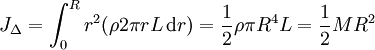 J_Δ = ∫_0^R r^2(ρ2πrL dr) = 1/2 ρπR^4L = 1/2 MR^2